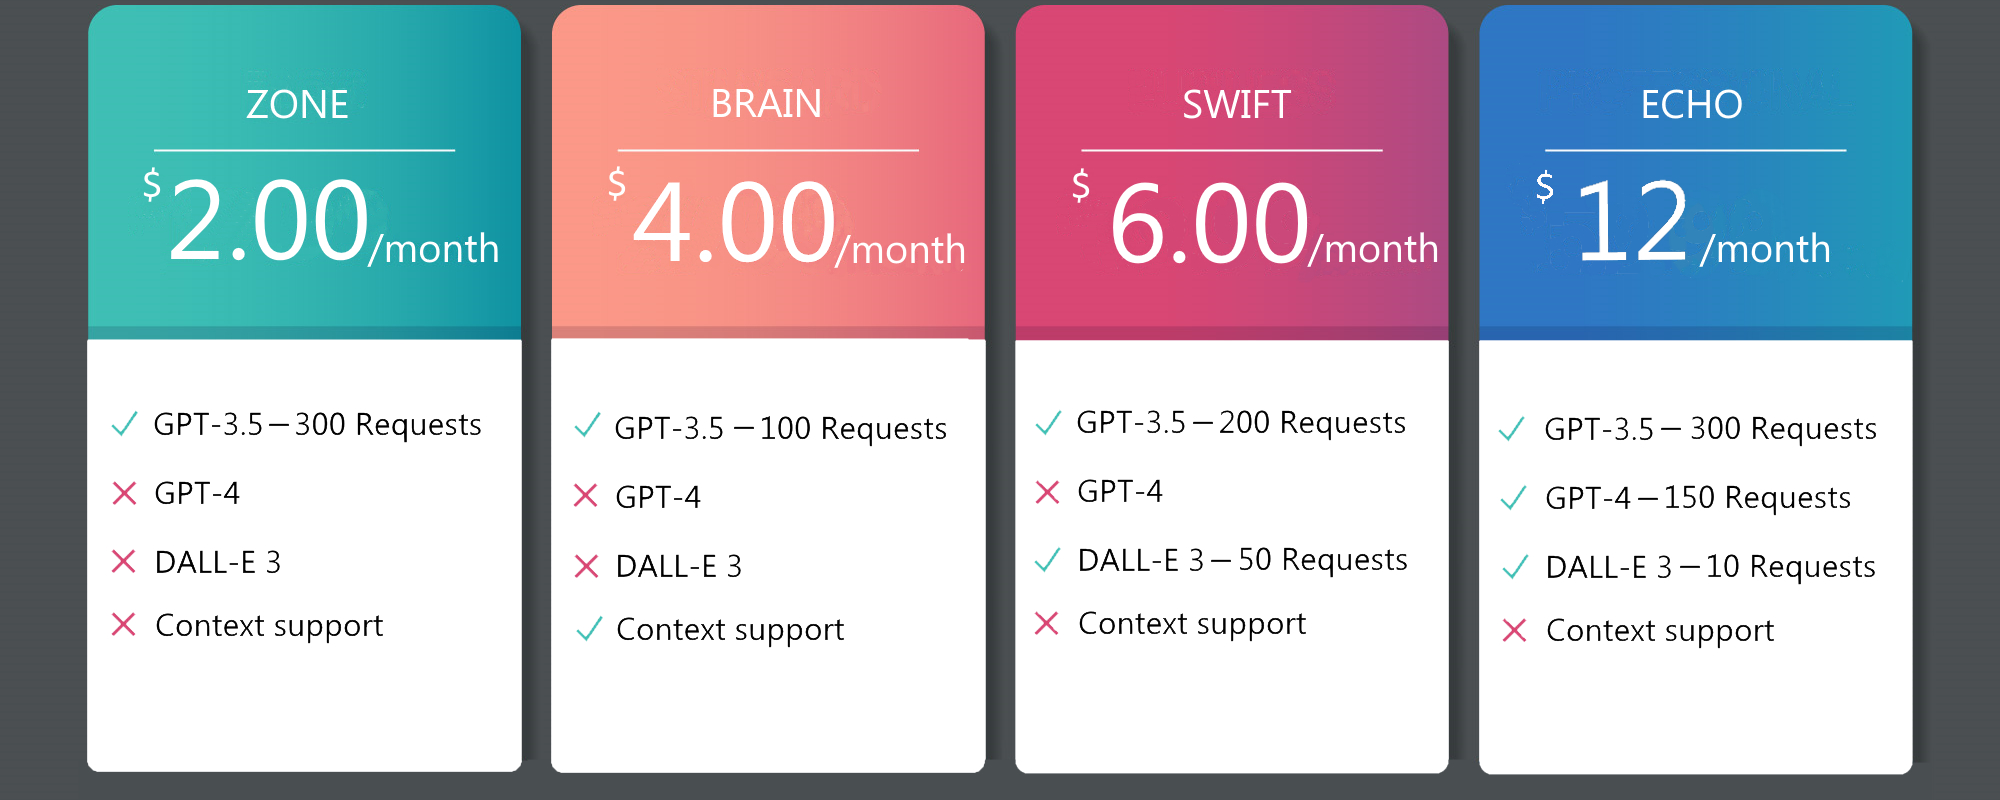 ZONE
$2.00/month
GPT-3.5 – 300 Requests
GPT-4
DALL-E 3
Context support
BRAIN
$4.00/month
GPT-3.5 – 100 Requests
GPT-4
DALL-E 3
Context support
SWIFT
$6.00/month
GPT-3.5 – 200 Requests
GPT-4
DALL-E 3 – 50 Requests
Context support
ECHO
$12/month
GPT-3.5 – 300 Requests
GPT-4 – 150 Requests
DALL-E 3 – 10 Requests
Context support